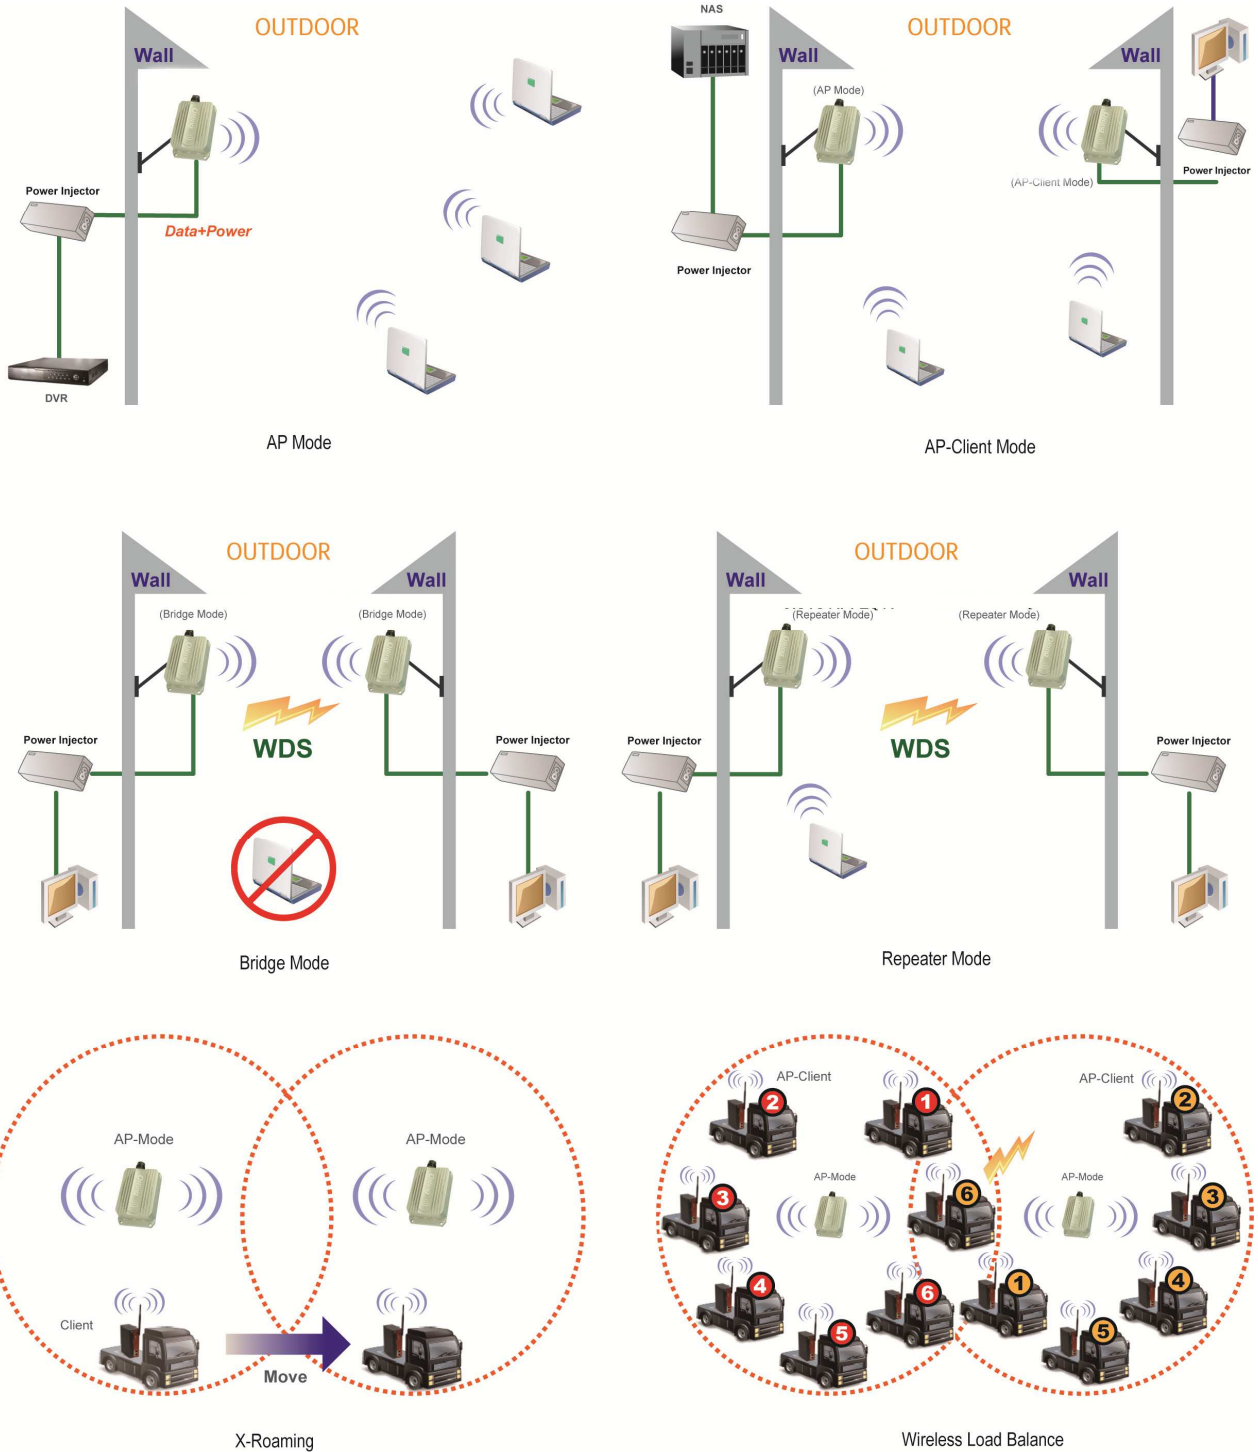 OUTDOOR
Wall
Power Injector
Data+Power
DVR
AP Mode
NAS
OUTDOOR
Wall
Wall
(AP Mode)
(AP-Client Mode)
Power Injector
Power Injector
AP-Client Mode
OUTDOOR
Wall
Wall
(Bridge Mode)
(Bridge Mode)
Power Injector
WDS
Power Injector
Bridge Mode
OUTDOOR
Wall
Wall
(Repeater Mode)
(Repeater Mode)
Power Injector
WDS
Power Injector
Repeater Mode
AP-Mode
AP-Mode
Client
Move
X-Roaming
AP-Client
AP-Client
2
1
2
AP-Mode
AP-Mode
3
6
3
4
6
1
4
5
5
Wireless Load Balance